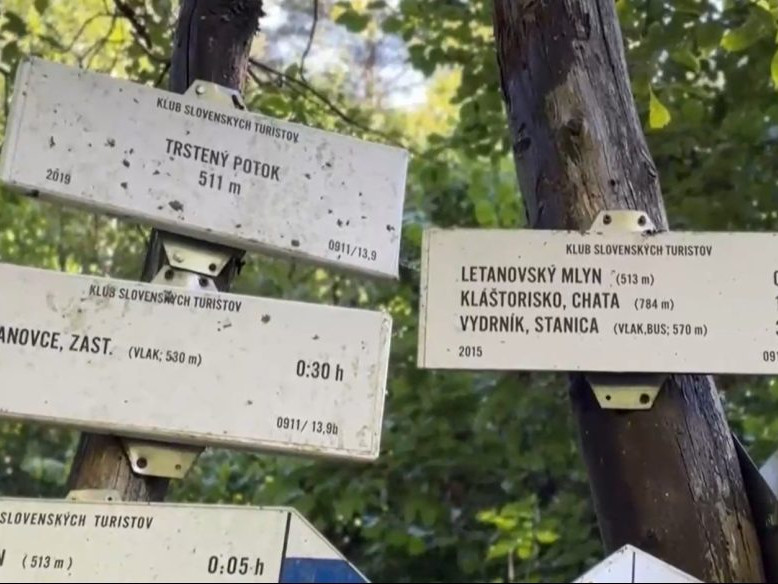 KLUB SLOVENSKÝCH TURISTOV
TRSTENÝ POTOK
511 m
2019
0911/13,9
KLUB SLOVENSKÝCH TURISTOV
ANOVCE, ZAST. (VLAK; 530 m) 0:30 h
0911/ 13,9b
SLOVENSKÝCH TURISTOV
(513 m) 0:05 h
KLUB SLOVENSKÝCH TURISTOV
LETANOVSKÝ MLYN (513 m)
KLÁŠTORISKO, CHATA (784 m)
VYDRNÍK, STANICA (VLAK,BUS; 570 m)
2015
091